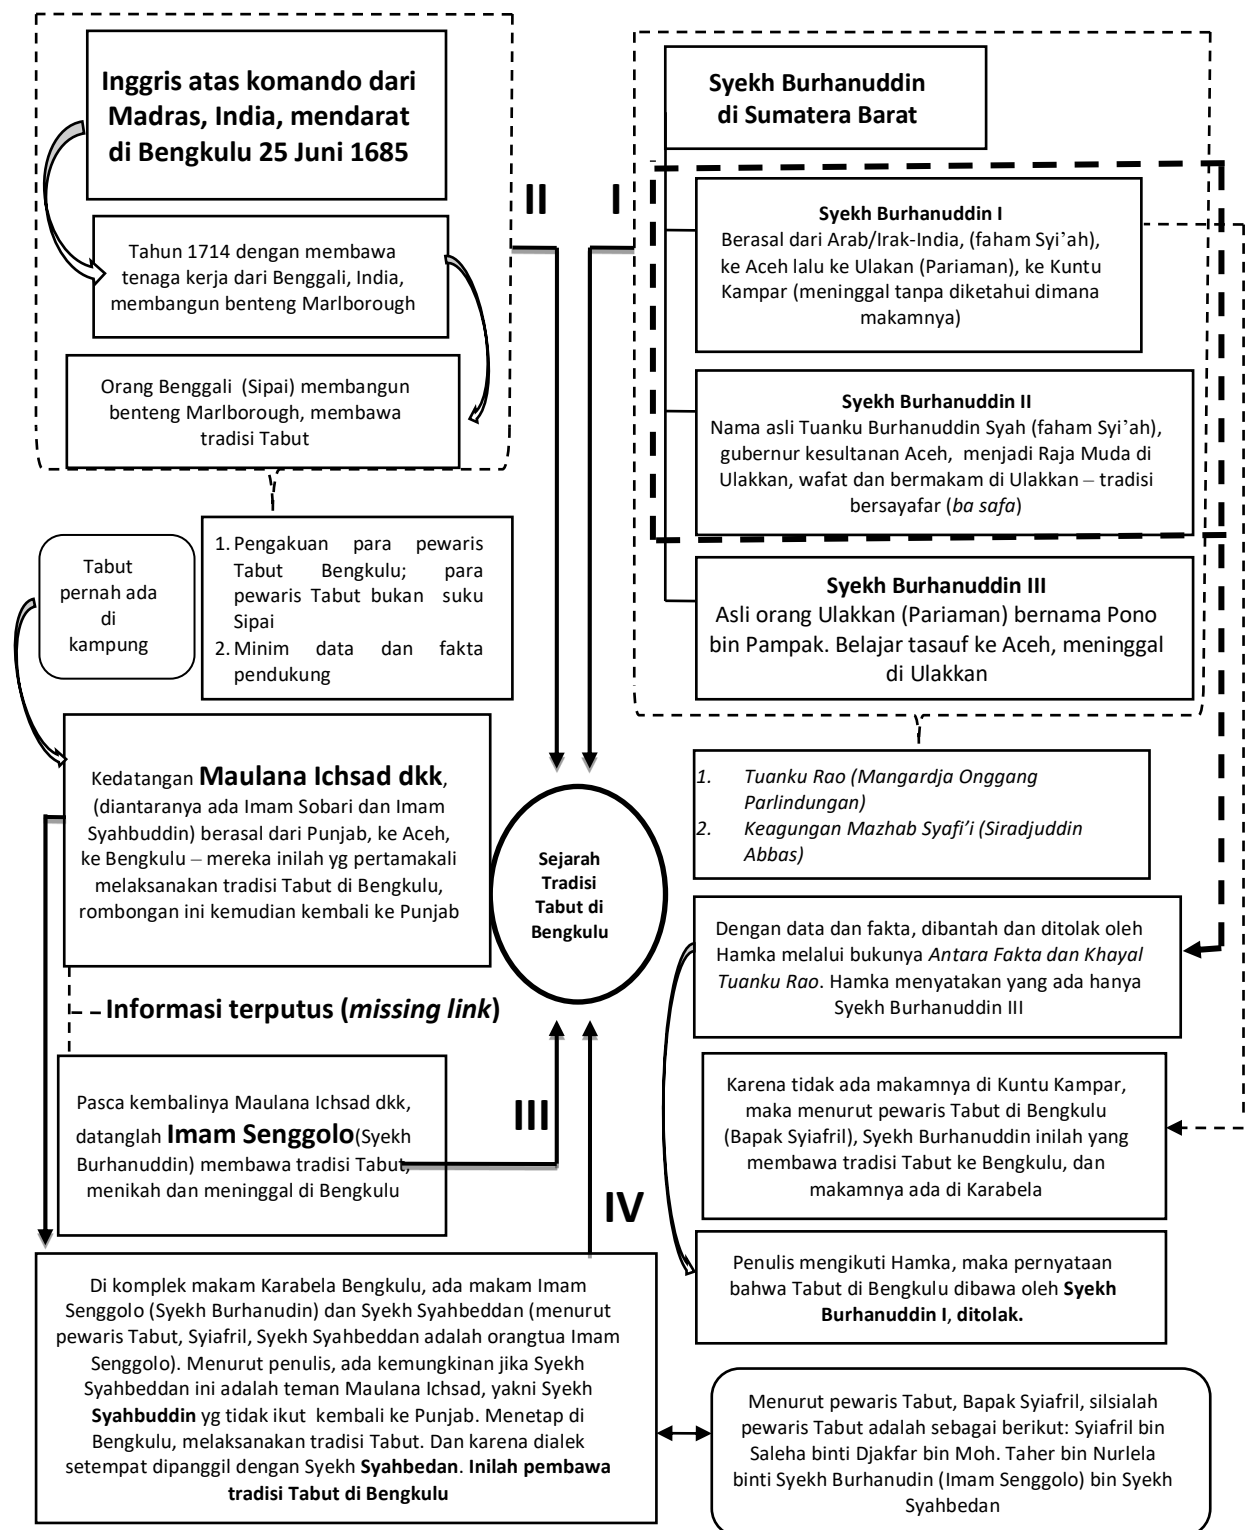 Inggris atas komando dari
Madras, India, mendarat
di Bengkulu 25 Juni 1685
Tahun 1714 dengan membawa
tenaga kerja dari Benggali, India,
membangun benteng Marlborough
Orang Benggali (Sipai) membangun
benteng Marlborough, membawa
tradisi Tabut
II
I
Syekh Burhanuddin
di Sumatera Barat
Syekh Burhanuddin I
Berasal dari Arab/Irak-India, (faham Syi’ah),
ke Aceh lalu ke Ulakan (Pariaman), ke Kuntu
Kampar (meninggal tanpa diketahui dimana
makamnya)
Syekh Burhanuddin II
Nama asli Tuanku Burhanuddin Syah (faham Syi’ah),
gubernur kesultanan Aceh, menjadi Raja Muda di
Ulakkan, wafat dan bermakam di Ulakkan – tradisi
bersayafar (ba safa)
Syekh Burhanuddin III
Asli orang Ulakkan (Pariaman) bernama Pono
bin Pampak. Belajar tasauf ke Aceh, meninggal
di Ulakkan
Tabut
pernah ada
di
kampung
1. Pengakuan para pewaris
Tabut Bengkulu; para
pewaris Tabut bukan suku
Sipai
2. Minim data dan fakta
pendukung
Kedatangan Maulana Ichsad dkk,
(diantaranya ada Imam Sobari dan Imam
Syahbuddin) berasal dari Punjab, ke Aceh,
ke Bengkulu – mereka inilah yg pertamakali
melaksanakan tradisi Tabut di Bengkulu,
rombongan ini kemudian kembali ke Punjab
Sejarah
Tradisi
Tabut di
Bengkulu
1. Tuanku Rao (Mangardja Onggang
Parlindungan)
2. Keagungan Mazhab Syafi’i (Siradjuddin
Abbas)
Dengan data dan fakta, dibantah dan ditolak oleh
Hamka melalui bukunya Antara Fakta dan Khayal
Tuanku Rao. Hamka menyatakan yang ada hanya
Syekh Burhanuddin III
Informasi terputus (missing link)
Pasca kembalinya Maulana Ichsad dkk,
datanglah Imam Senggolo(Syekh
Burhanuddin) membawa tradisi Tabut,
menikah dan meninggal di Bengkulu
III
IV
Karena tidak ada makamnya di Kuntu Kampar,
maka menurut pewaris Tabut di Bengkulu
(Bapak Syiafril), Syekh Burhanuddin inilah yang
membawa tradisi Tabut ke Bengkulu, dan
makamnya ada di Karabela
Penulis mengikuti Hamka, maka pernyataan
bahwa Tabut di Bengkulu dibawa oleh Syekh
Burhanuddin I, ditolak.
Di komplek makam Karabela Bengkulu, ada makam Imam
Senggolo (Syekh Burhanudin) dan Syekh Syahbeddan (menurut
pewaris Tabut, Syiafril, Syekh Syahbeddan adalah orangtua Imam
Senggolo). Menurut penulis, ada kemungkinan jika Syekh
Syahbeddan ini adalah teman Maulana Ichsad, yakni Syekh
Syahbuddin yg tidak ikut kembali ke Punjab. Menetap di
Bengkulu, melaksanakan tradisi Tabut. Dan karena dialek
setempat dipanggil dengan Syekh Syahbedan. Inilah pembawa
tradisi Tabut di Bengkulu
Menurut pewaris Tabut, Bapak Syiafril, silsialah
pewaris Tabut adalah sebagai berikut: Syiafril bin
Saleha binti Djakfar bin Moh. Taher bin Nurlela
binti Syekh Burhanudin (Imam Senggolo) bin Syekh
Syahbedan